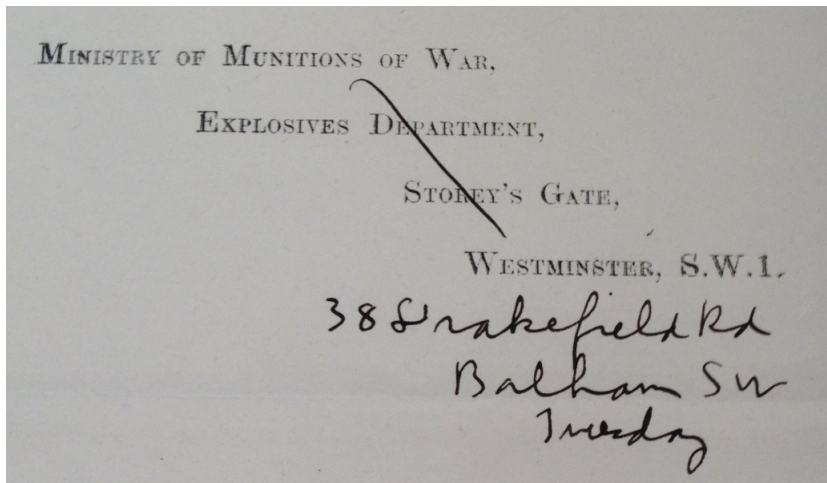 MINISTRY OF MUNITIONS OF WAR,
EXPLOSIVES DEPARTMENT,
STOREY'S GATE,
WESTMINSTER, S.W.1.
38 Drakefield Rd
Balham SW
Tuesday